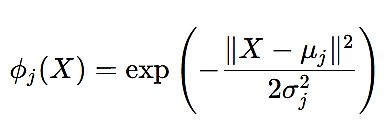 ϕ_j(X) = exp(−‖X − μ_j‖² / 2σ_j²)